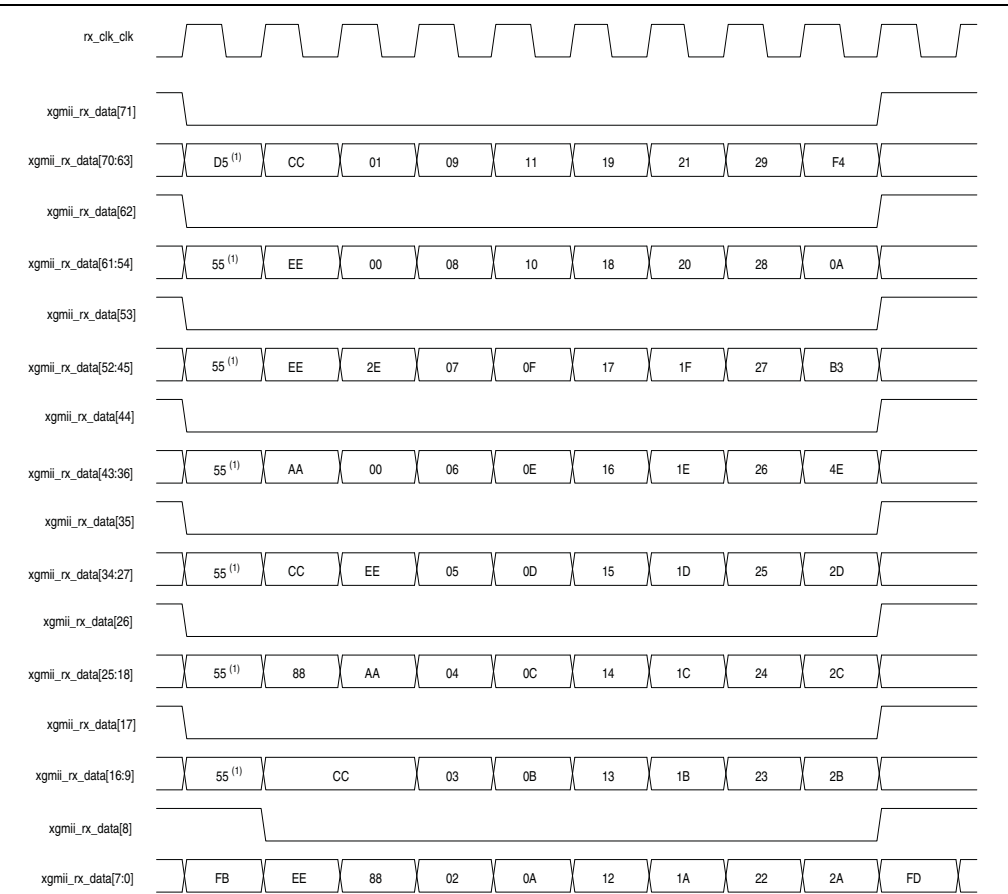 rx_clk_clk
xgmii_rx_data[71]
xgmii_rx_data[70:63] D5 (1) CC 01 09 11 19 21 29 F4
xgmii_rx_data[62]
xgmii_rx_data[61:54] 55 (1) EE 00 08 10 18 20 28 0A
xgmii_rx_data[53]
xgmii_rx_data[52:45] 55 (1) EE 2E 07 0F 17 1F 27 B3
xgmii_rx_data[44]
xgmii_rx_data[43:36] 55 (1) AA 00 06 0E 16 1E 26 4E
xgmii_rx_data[35]
xgmii_rx_data[34:27] 55 (1) CC EE 05 0D 15 1D 25 2D
xgmii_rx_data[26]
xgmii_rx_data[25:18] 55 (1) 88 AA 04 0C 14 1C 24 2C
xgmii_rx_data[17]
xgmii_rx_data[16:9] 55 (1) CC 03 0B 13 1B 23 2B
xgmii_rx_data[8]
xgmii_rx_data[7:0] FB EE 88 02 0A 12 1A 22 2A FD